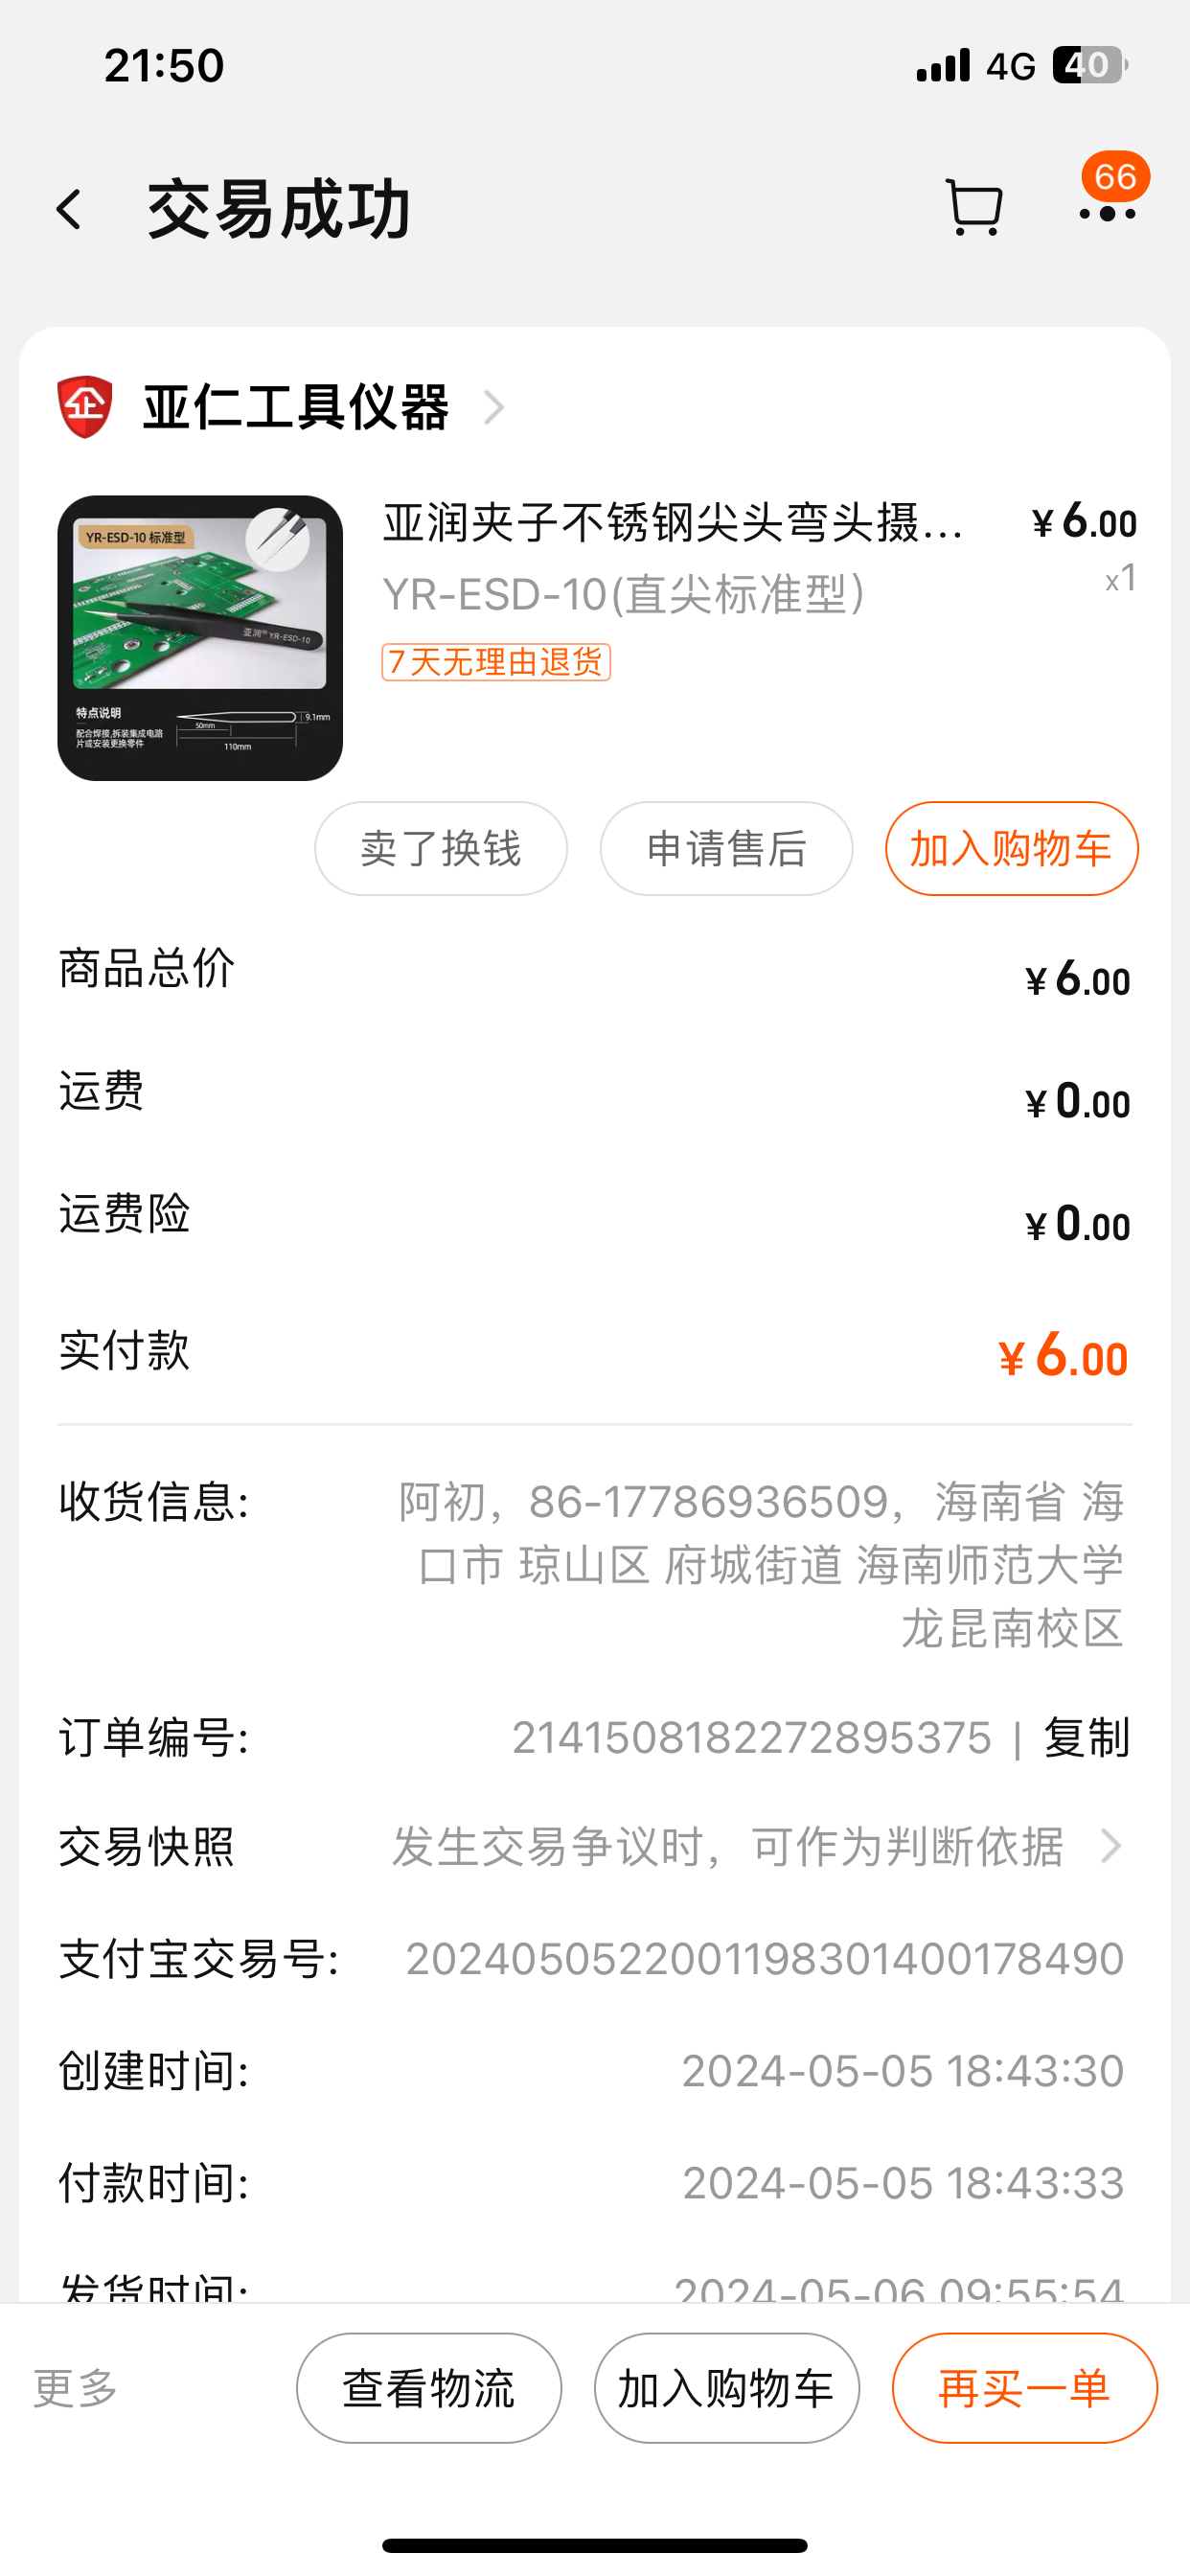 21:50
4G 40
交易成功
66
企 亚仁工具仪器
亚润夹子不锈钢尖头弯头摄... ¥6.00
YR-ESD-10(直尖标准型) x1
7天无理由退货
YR-ESD-10 标准型
亚润® YR-ESD-10
特点说明
配合焊接,拆装集成电路
片或安装更换零件
9.1mm
50mm
110mm
卖了换钱 申请售后 加入购物车
商品总价 ¥6.00
运费 ¥0.00
运费险 ¥0.00
实付款 ¥6.00
收货信息: 阿初，86-17786936509，海南省 海
口市 琼山区 府城街道 海南师范大学
龙昆南校区
订单编号: 2141508182272895375 | 复制
交易快照 发生交易争议时，可作为判断依据
支付宝交易号: 2024050522001198301400178490
创建时间: 2024-05-05 18:43:30
付款时间: 2024-05-05 18:43:33
发货时间: 2024-05-06 09:55:54
更多 查看物流 加入购物车 再买一单